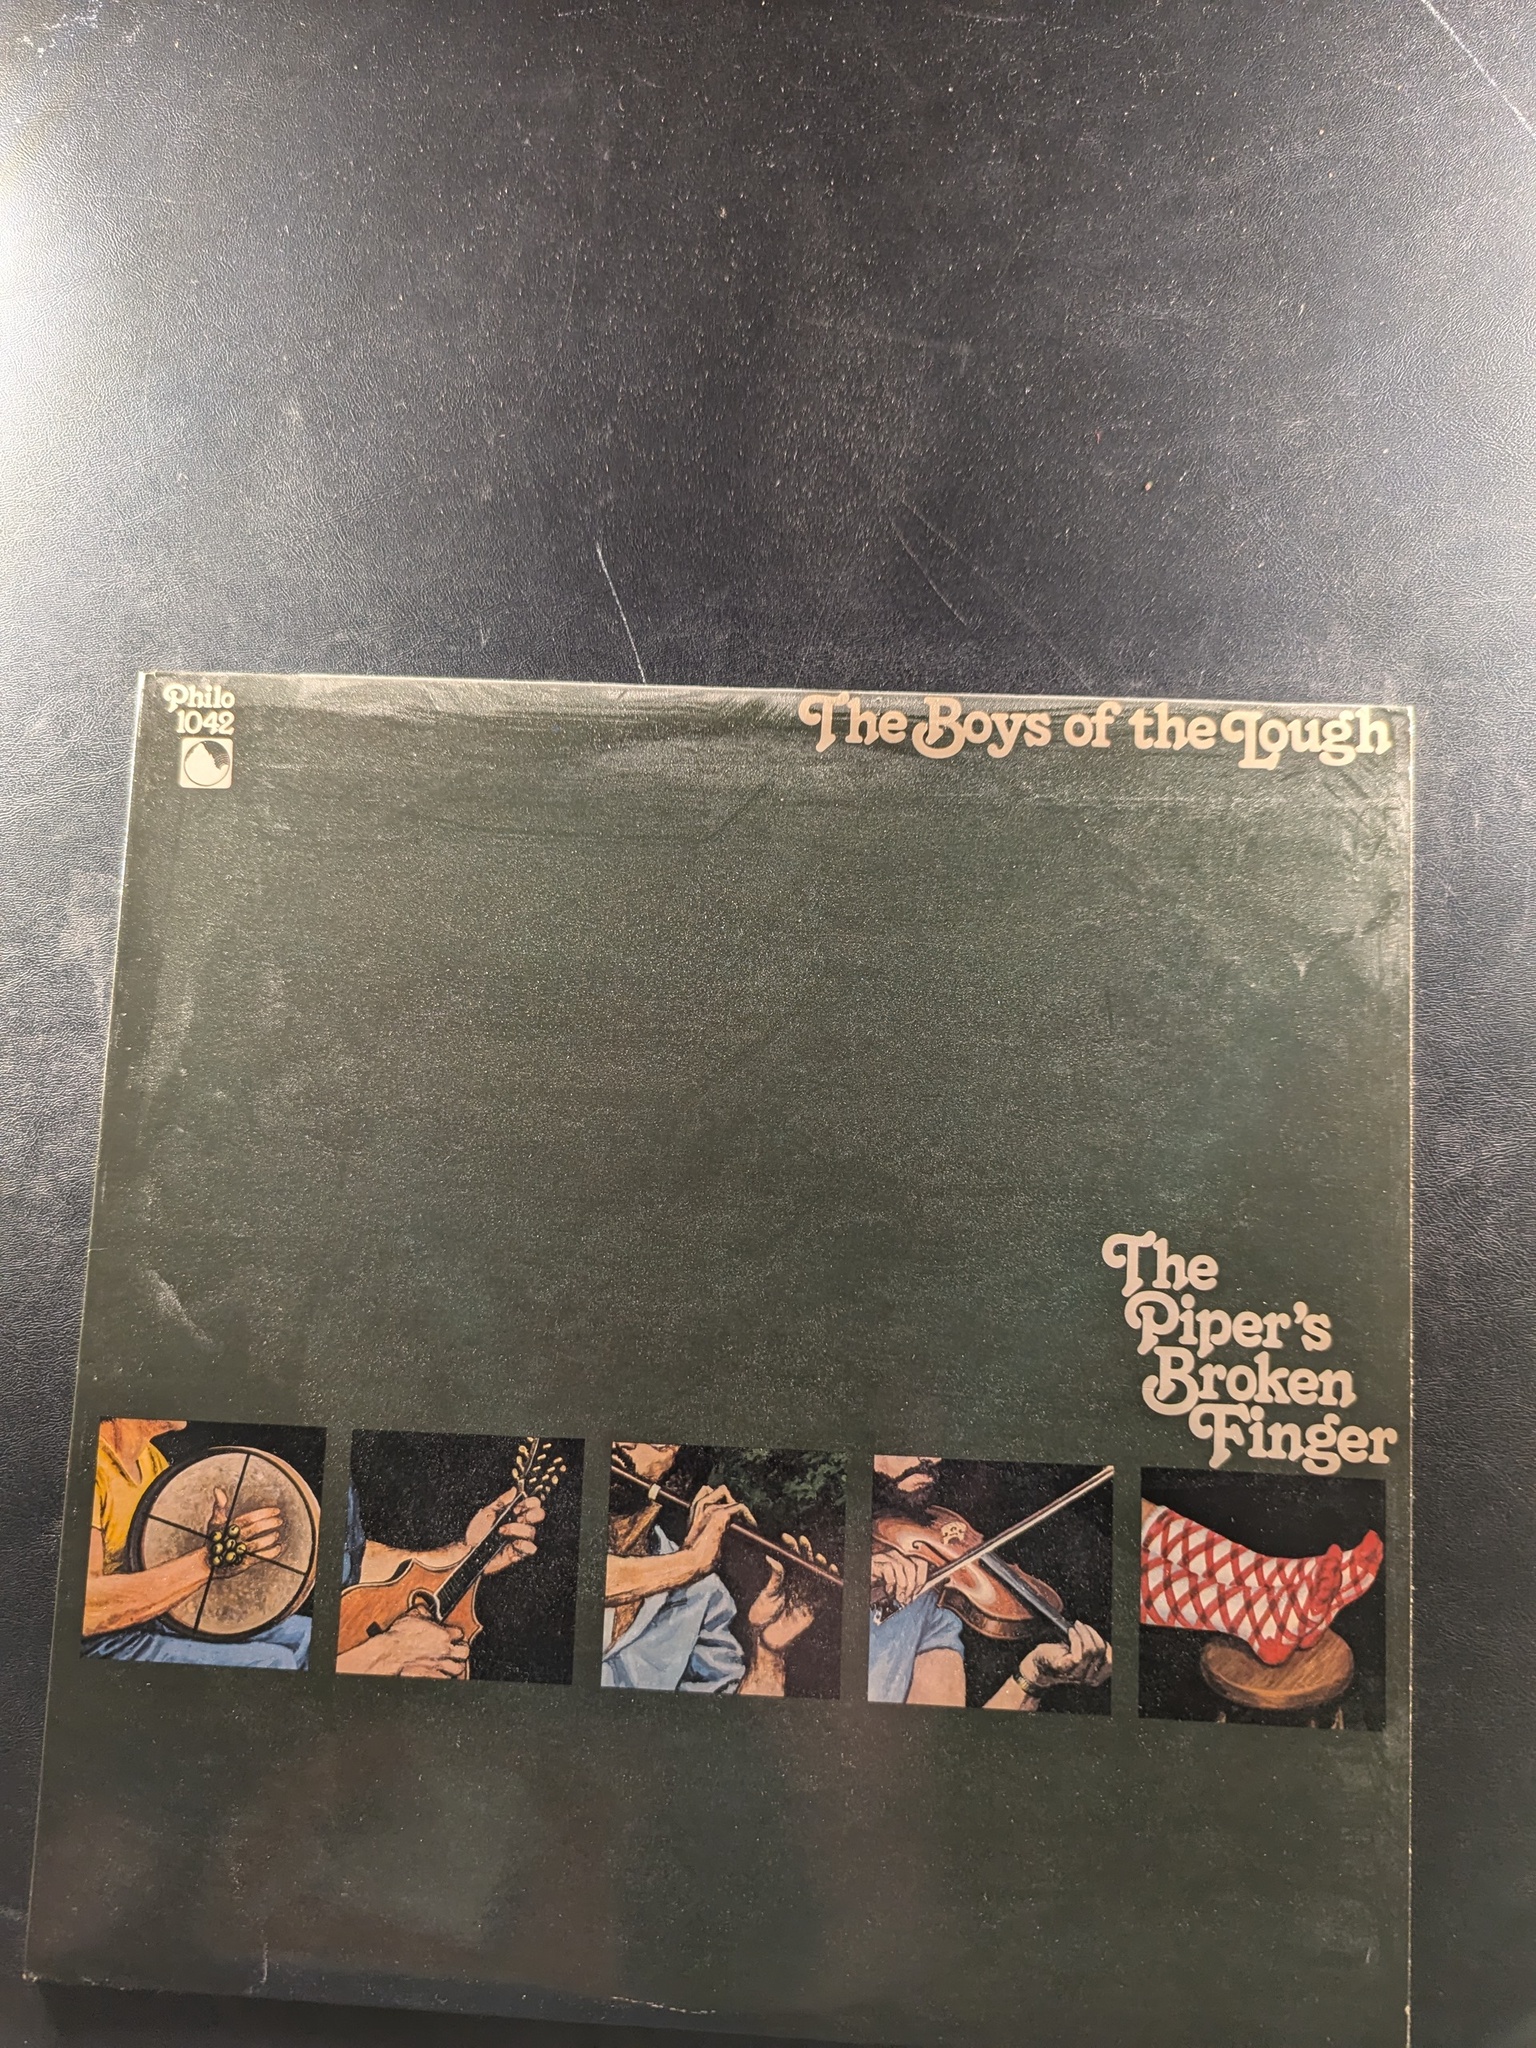 Philo
1042
The Boys of the Lough
The
Piper's
Broken
Finger